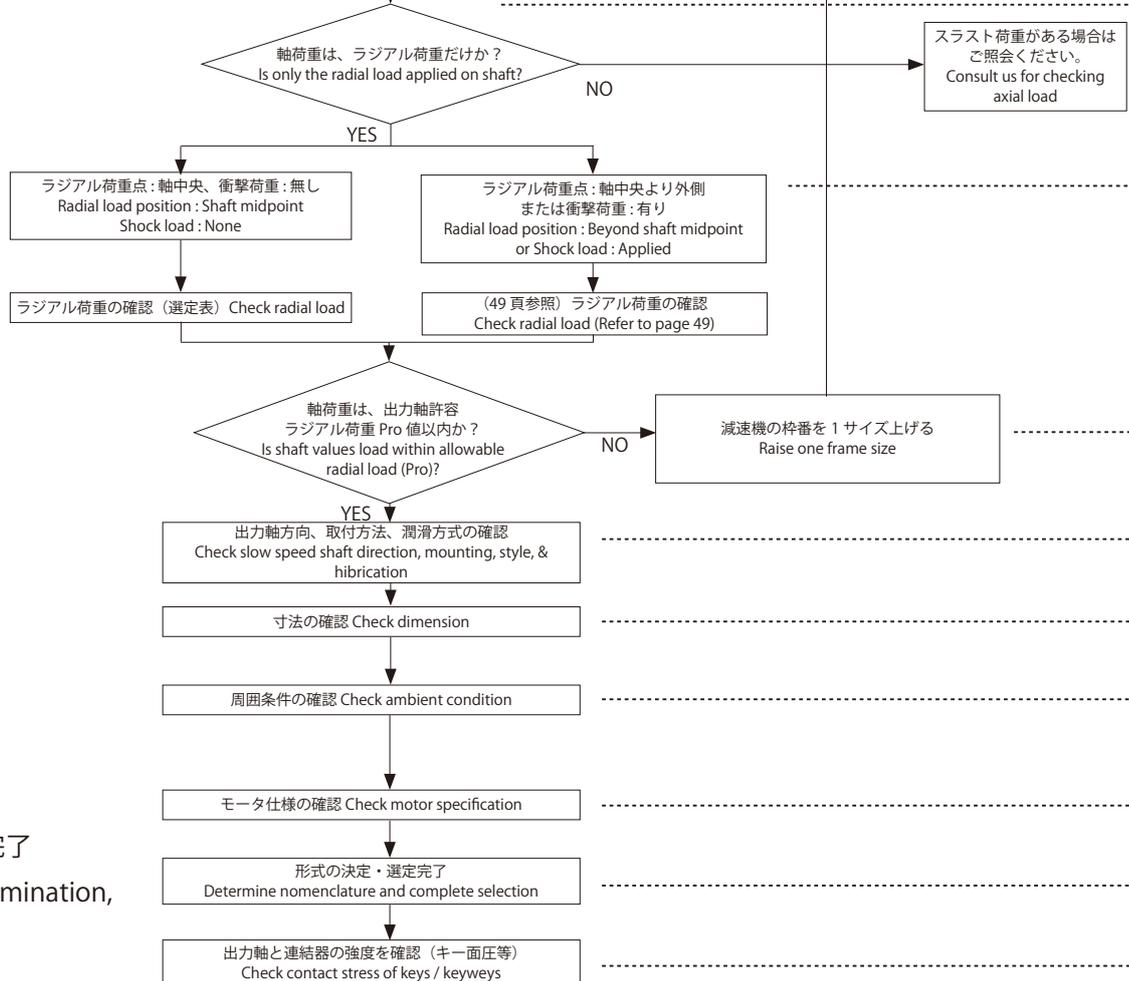 軸荷重は、ラジアル荷重だけか?
Is only the radial load applied on shaft?
NO
スラスト荷重がある場合は
ご照会ください。
Consult us for checking
axial load
YES
ラジアル荷重点 : 軸中央、衝撃荷重 : 無し
Radial load position : Shaft midpoint
Shock load : None
ラジアル荷重点 : 軸中央より外側
または衝撃荷重 : 有り
Radial load position : Beyond shaft midpoint
or Shock load : Applied
ラジアル荷重の確認(選定表)Check radial load
(49 頁参照)ラジアル荷重の確認
Check radial load (Refer to page 49)
軸荷重は、出力軸許容
ラジアル荷重 Pro 値以内か?
Is shaft values load within allowable
radial load (Pro)?
NO
減速機の枠番を 1 サイズ上げる
Raise one frame size
YES
出力軸方向、取付方法、潤滑方式の確認
Check slow speed shaft direction, mounting, style, &
hibrication
寸法の確認 Check dimension
周囲条件の確認 Check ambient condition
モータ仕様の確認 Check motor specification
完了
mination,
形式の決定・選定完了
Determine nomenclature and complete selection
出力軸と連結器の強度を確認(キー面圧等)
Check contact stress of keys / keyweys